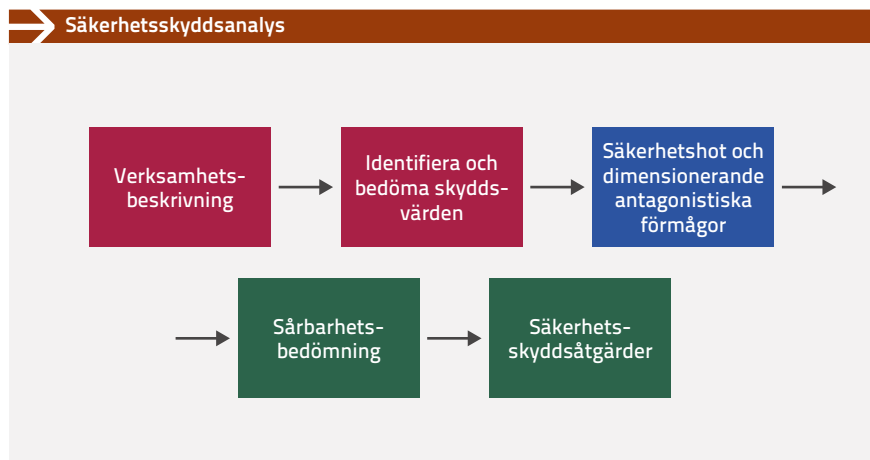 Säkerhetsskyddsanalys
Verksamhets-
beskrivning
Identifiera och
bedöma skydds-
värden
Säkerhetshot och
dimensionerande
antagonistiska
förmågor
Sårbarhets-
bedömning
Säkerhets-
skyddsåtgärder